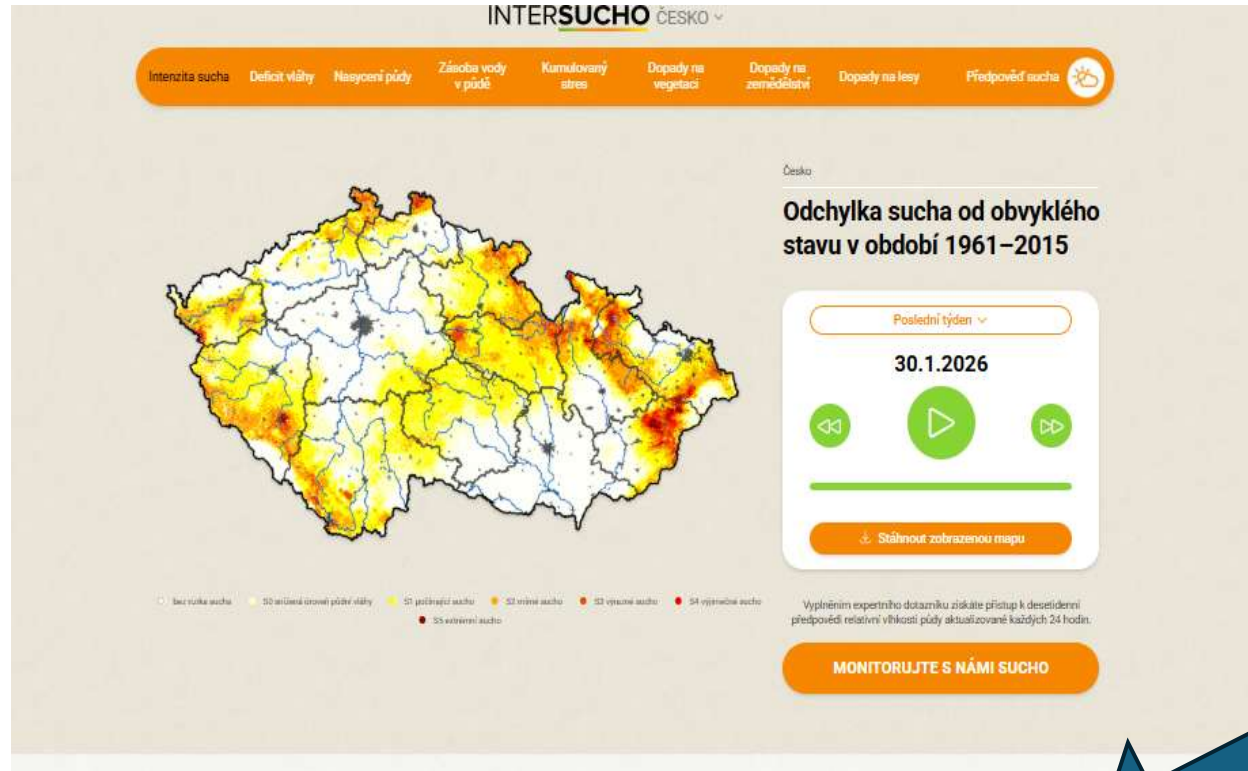 INTERSUCHO ČESKO
Intenzita sucha
Deficit vláhy
Nasycení půdy
Zásoba vody
v půdě
Kumulovaný
stres
Dopady na
vegetaci
Dopady na
zemědělství
Dopady na lesy
Předpověď sucha
Česko
Odchylka sucha od obvyklého
stavu v období 1961–2015
Poslední týden
30.1.2026
Stáhnout zobrazenou mapu
bez rizika sucha
S0 snížená úroveň půdní vláhy
S1 počínající sucho
S2 mírné sucho
S3 výrazné sucho
S4 výjimečné sucho
S5 extrémní sucho
Vyplněním expertního dotazníku získáte přístup k desetidenní
předpovědi relativní vlhkosti půdy aktualizované každých 24 hodin.
MONITORUJTE S NÁMI SUCHO